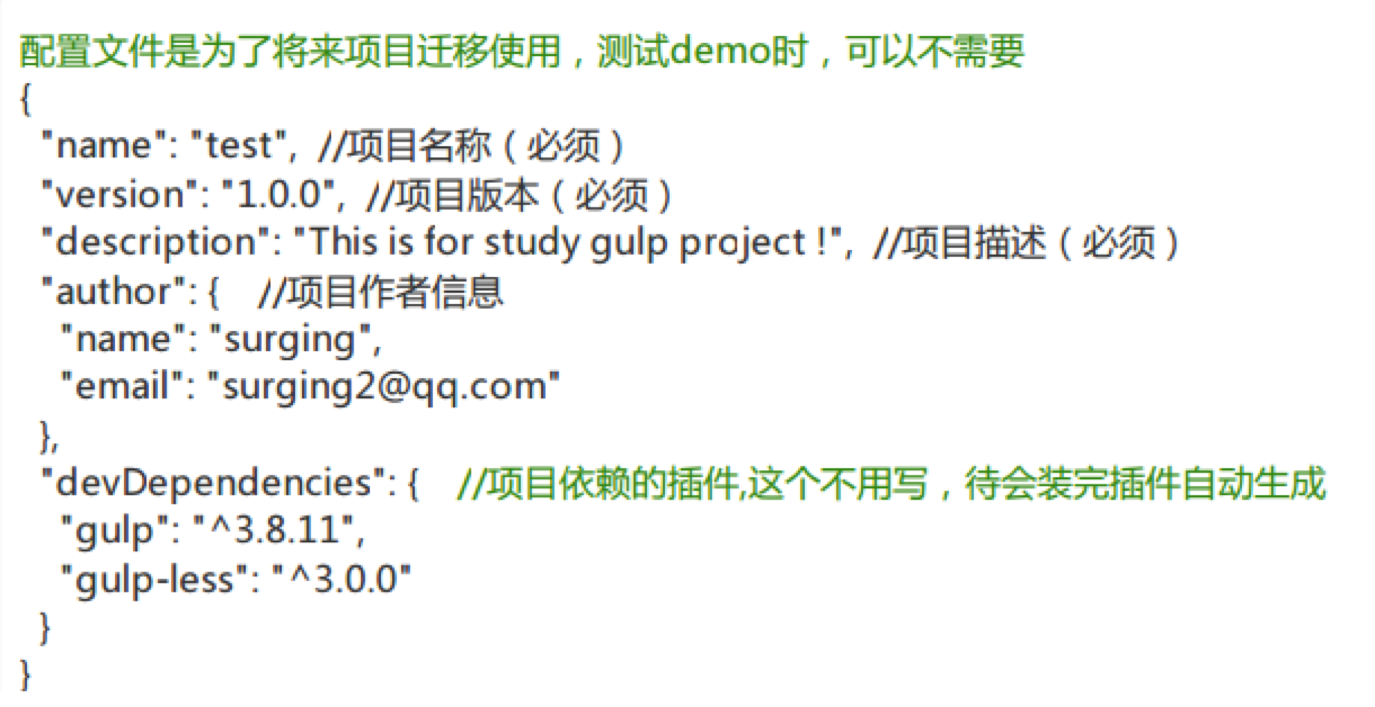 配置文件是为了将来项目迁移使用，测试demo时，可以不需要
{
"name": "test", //项目名称（必须）
"version": "1.0.0", //项目版本（必须）
"description": "This is for study gulp project !", //项目描述（必须）
"author": { //项目作者信息
"name": "surging",
"email": "surging2@qq.com"
},
"devDependencies": { //项目依赖的插件,这个不用写，待会装完插件自动生成
"gulp": "^3.8.11",
"gulp-less": "^3.0.0"
}
}